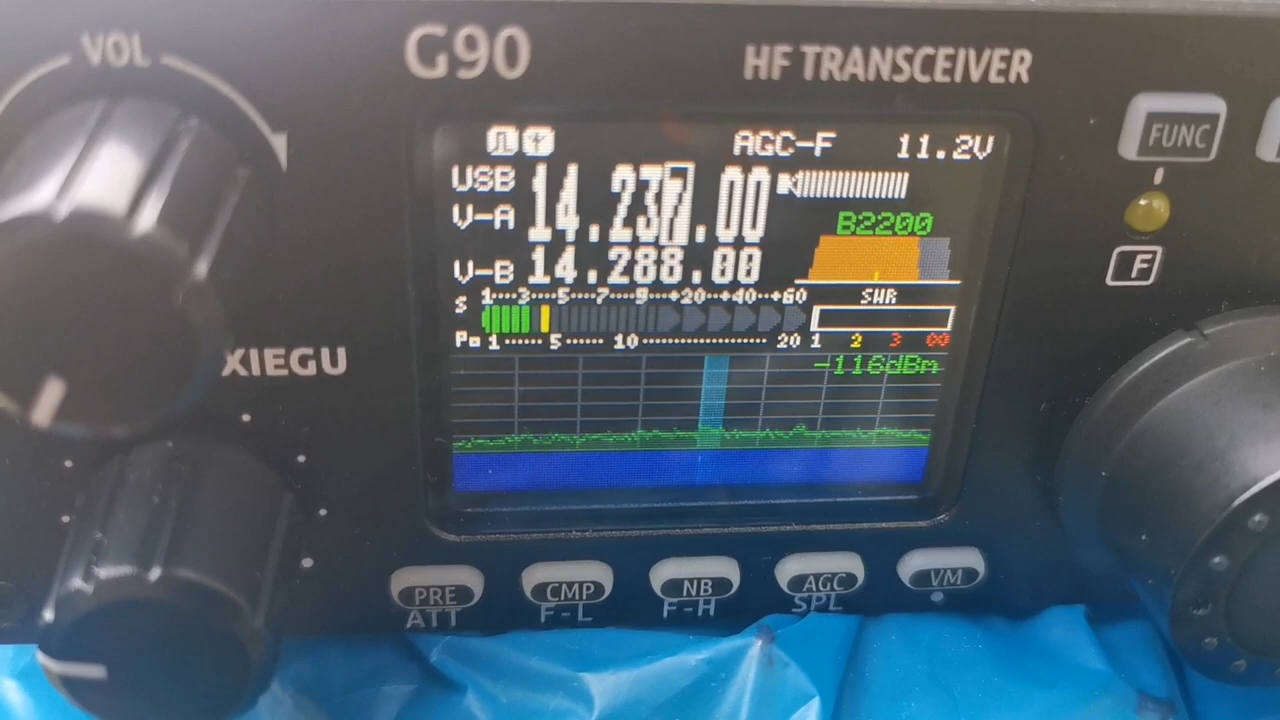 VOL
G90
HF TRANSCEIVER
AGC-F 11.2V
USB 14.237.00
V-A
B2200
V-B 14.288.00
S 1 3 5 7 9 +20 +40 +60 SWR
Po 1 5 10 20 1 2 3 ∞
-116dBm
XIEGU
FUNC
F
PRE CMP NB AGC VM
ATT F-L F-H SPL